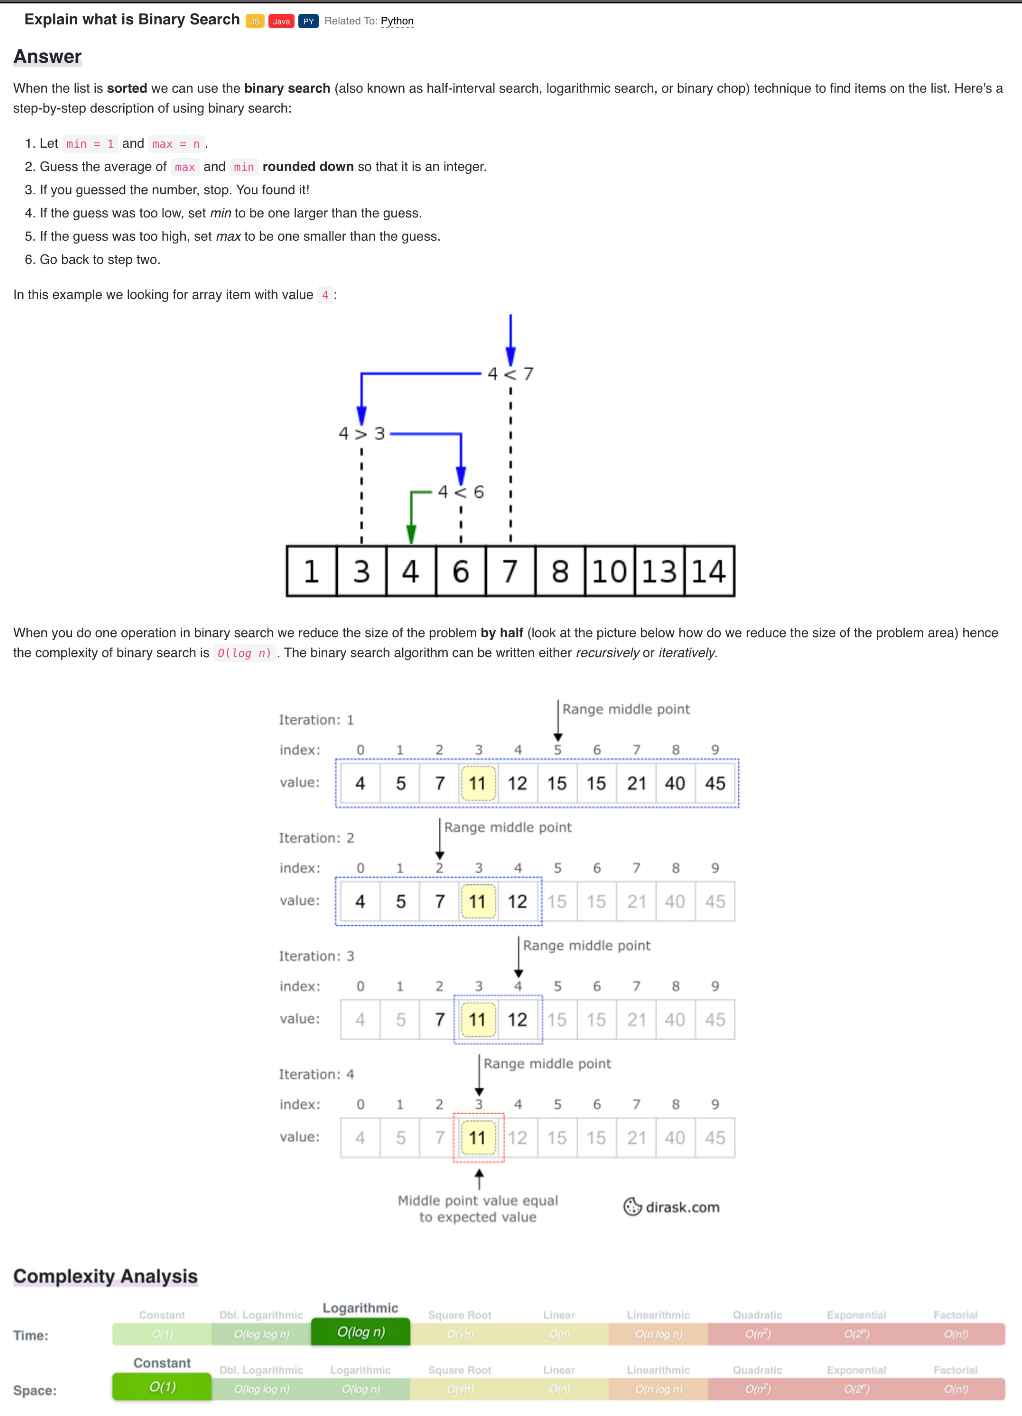 Explain what is Binary Search JS Java PY Related To: Python
Answer
When the list is sorted we can use the binary search (also known as half-interval search, logarithmic search, or binary chop) technique to find items on the list. Here's a
step-by-step description of using binary search:
1. Let min = 1 and max = n .
2. Guess the average of max and min rounded down so that it is an integer.
3. If you guessed the number, stop. You found it!
4. If the guess was too low, set min to be one larger than the guess.
5. If the guess was too high, set max to be one smaller than the guess.
6. Go back to step two.
In this example we looking for array item with value 4 :
4 < 7
4 > 3
4 < 6
1 3 4 6 7 8 10 13 14
When you do one operation in binary search we reduce the size of the problem by half (look at the picture below how do we reduce the size of the problem area) hence
the complexity of binary search is O(log n) . The binary search algorithm can be written either recursively or iteratively.
Range middle point
Iteration: 1
index: 0 1 2 3 4 5 6 7 8 9
value: 4 5 7 11 12 15 15 21 40 45
Range middle point
Iteration: 2
index: 0 1 2 3 4 5 6 7 8 9
value: 4 5 7 11 12 15 15 21 40 45
Range middle point
Iteration: 3
index: 0 1 2 3 4 5 6 7 8 9
value: 4 5 7 11 12 15 15 21 40 45
Range middle point
Iteration: 4
index: 0 1 2 3 4 5 6 7 8 9
value: 4 5 7 11 12 15 15 21 40 45
Middle point value equal
to expected value
dirask.com
Complexity Analysis
Constant Dbl. Logarithmic Logarithmic Square Root Linear Linearithmic Quadratic Exponential Factorial
Time: O(1) O(log log n) O(log n) O(√n) O(n) O(n log n) O(n²) O(2ⁿ) O(n!)
Constant Dbl. Logarithmic Logarithmic Square Root Linear Linearithmic Quadratic Exponential Factorial
Space: O(1) O(log log n) O(log n) O(√n) O(n) O(n log n) O(n²) O(2ⁿ) O(n!)